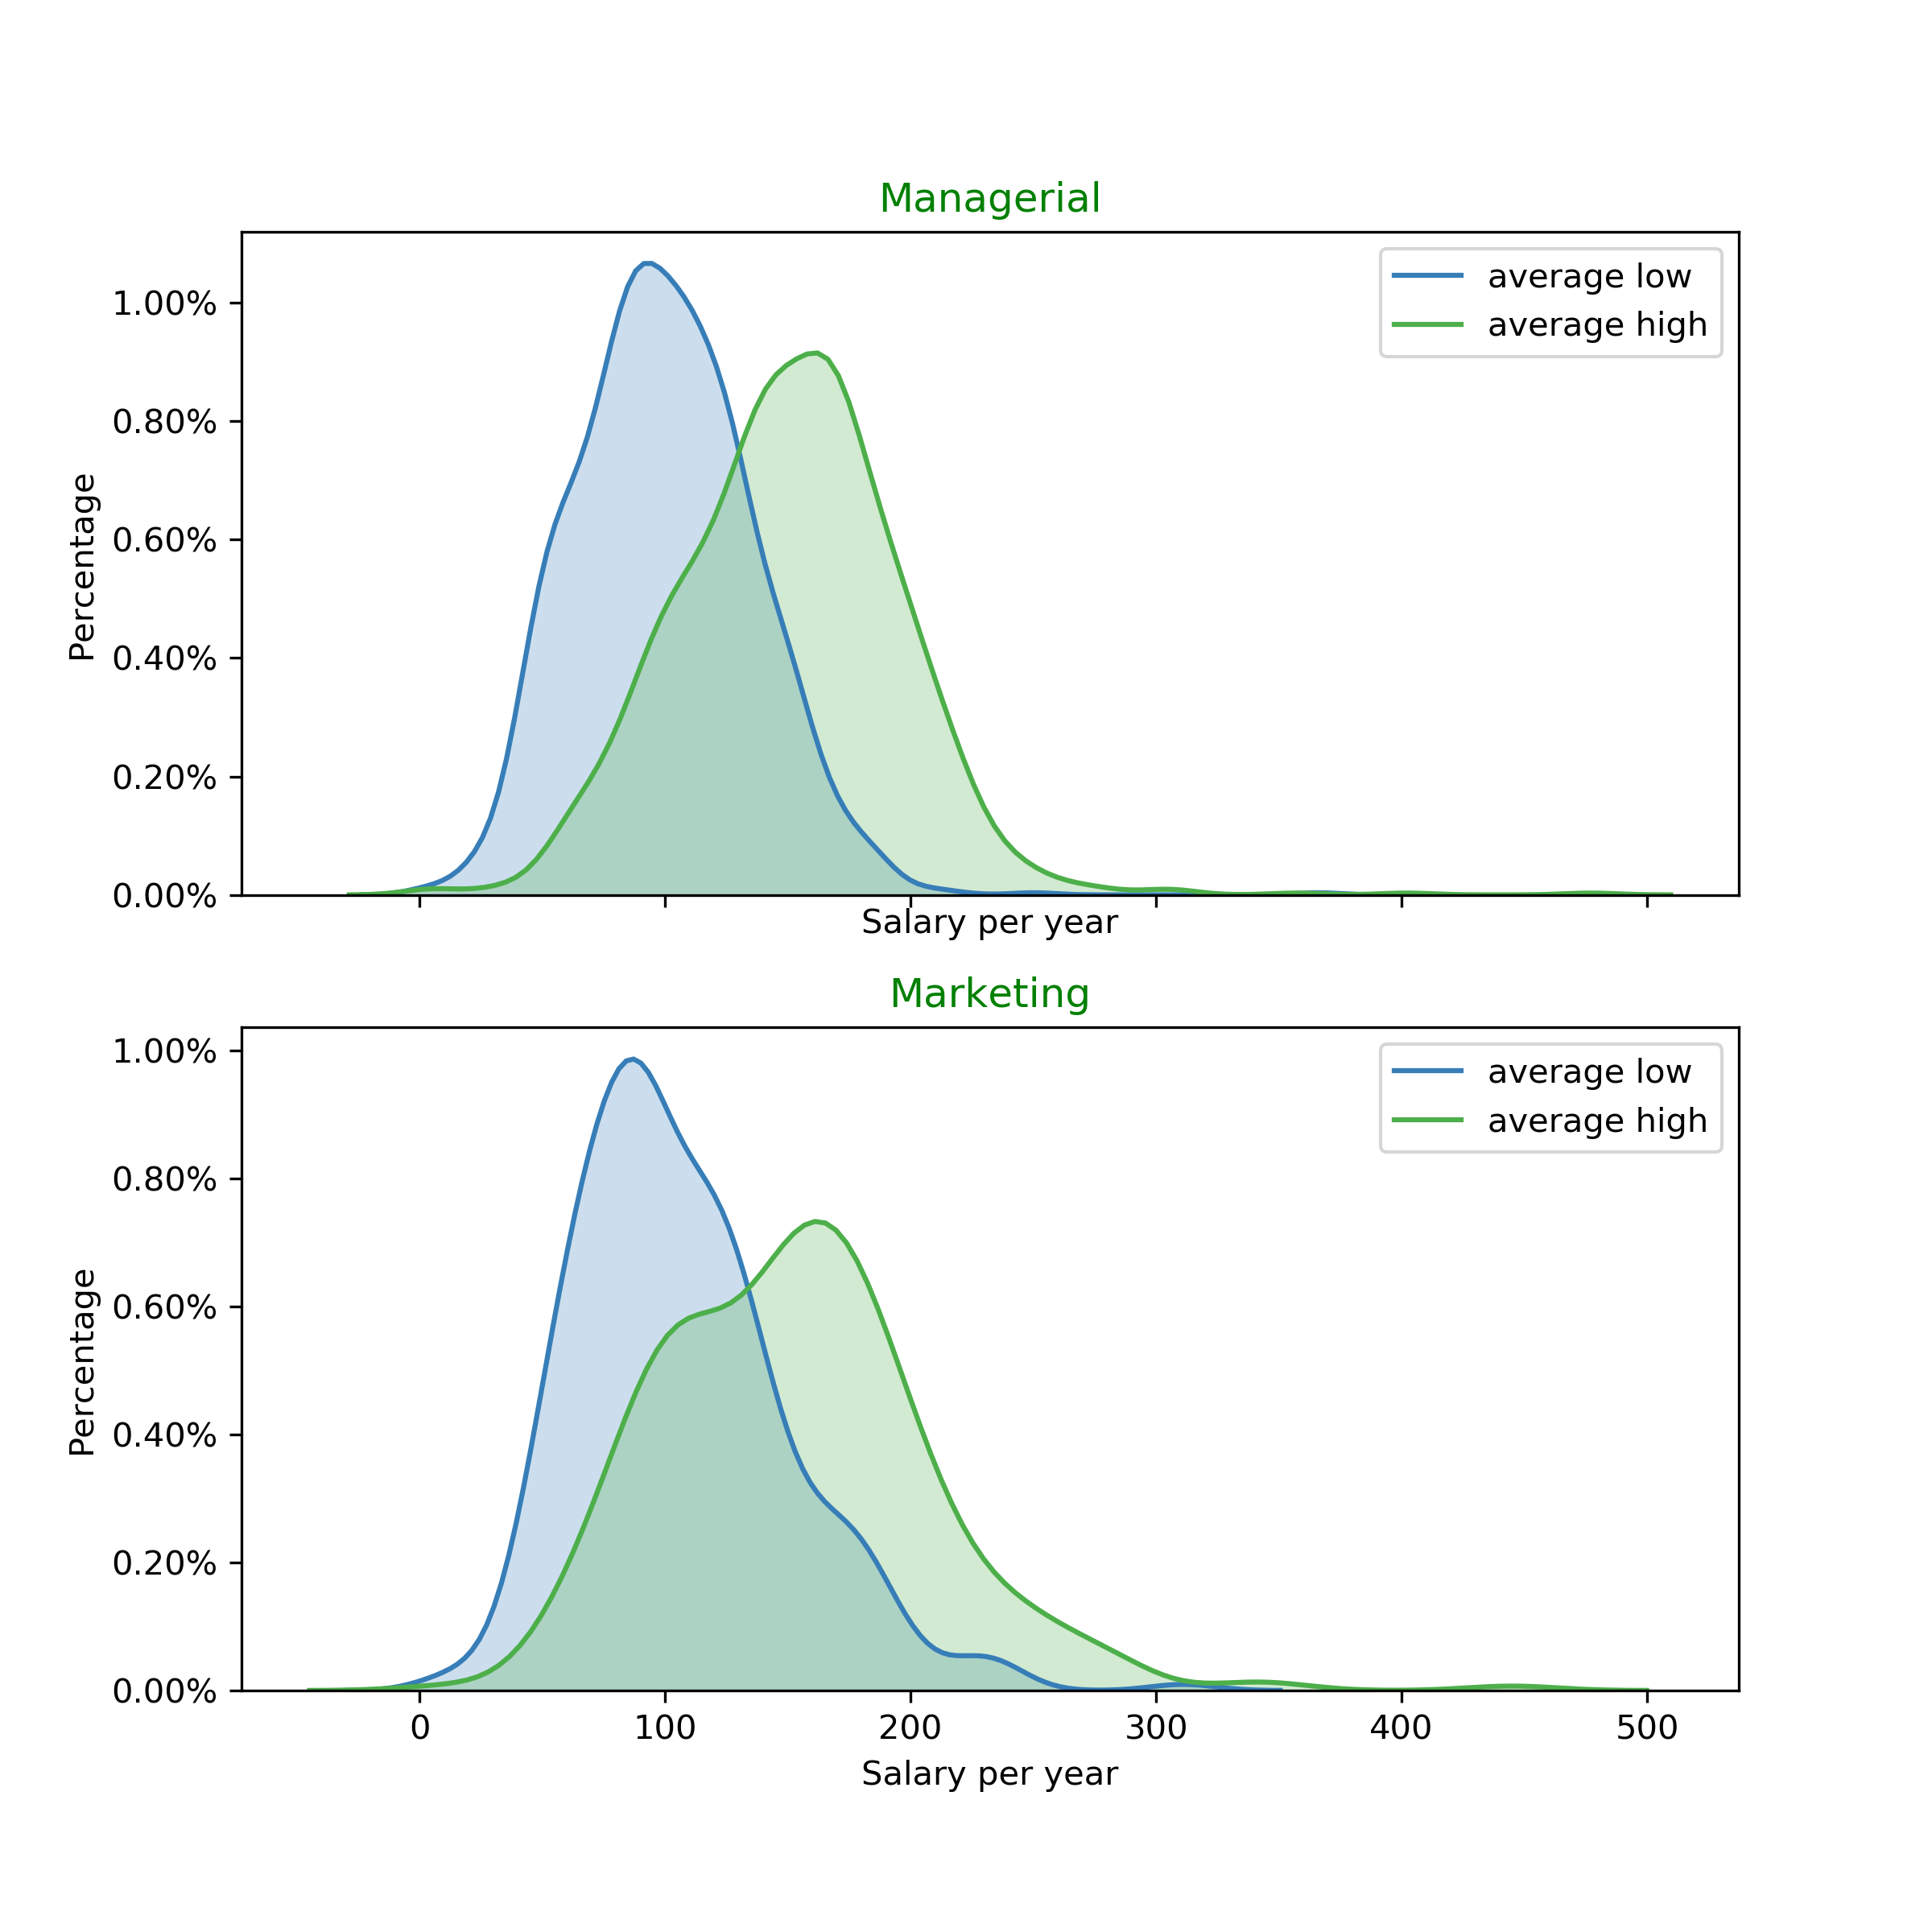 Managerial
average low
average high
1.00%
0.80%
0.60%
0.40%
0.20%
0.00%
Percentage
Salary per year
Marketing
average low
average high
1.00%
0.80%
0.60%
0.40%
0.20%
0.00%
Percentage
0 100 200 300 400 500
Salary per year